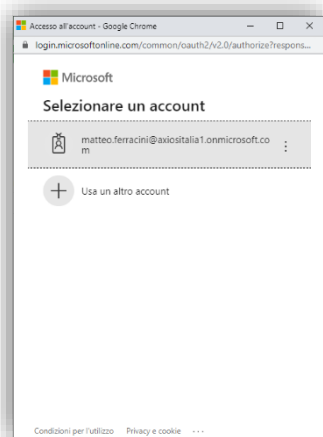 Accesso all'account - Google Chrome
login.microsoftonline.com/common/oauth2/v2.0/authorize?respons...
Microsoft
Selezionare un account
matteo.ferracini@axiositalia1.onmicrosoft.co
m
Usa un altro account
Condizioni per l'utilizzo Privacy e cookie ...